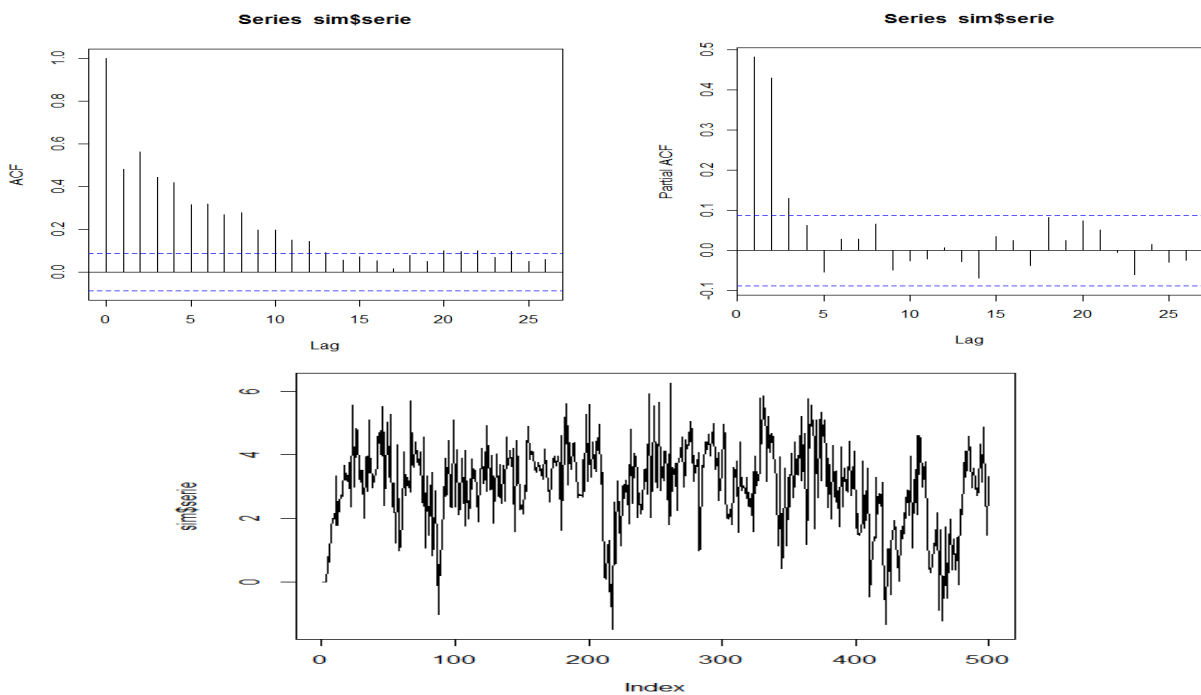 Series sim$serie
ACF
0.0 0.2 0.4 0.6 0.8 1.0
0 5 10 15 20 25
Lag
Series sim$serie
Partial ACF
-0.1 0.0 0.1 0.2 0.3 0.4 0.5
0 5 10 15 20 25
Lag
sim$serie
0 2 4 6
0 100 200 300 400 500
Index